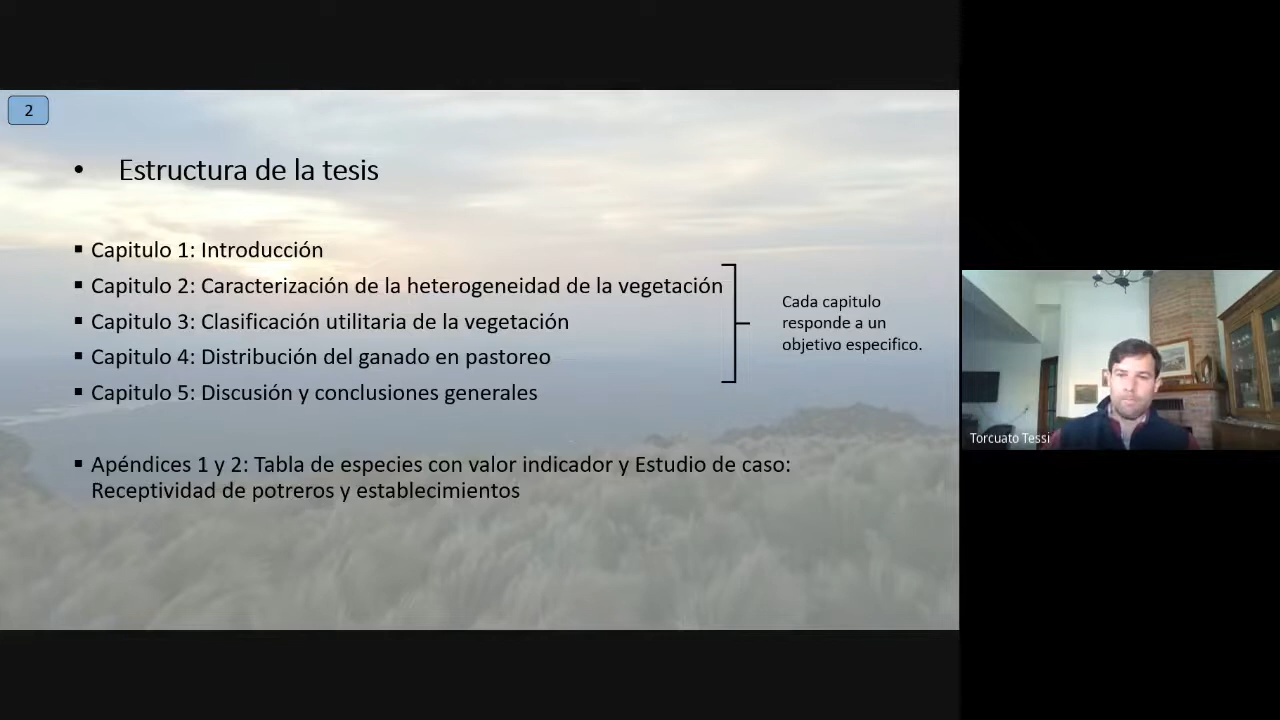 2
• Estructura de la tesis
▪ Capitulo 1: Introducción
▪ Capitulo 2: Caracterización de la heterogeneidad de la vegetación
▪ Capitulo 3: Clasificación utilitaria de la vegetación
▪ Capitulo 4: Distribución del ganado en pastoreo
▪ Capitulo 5: Discusión y conclusiones generales
Cada capitulo
responde a un
objetivo especifico.
▪ Apéndices 1 y 2: Tabla de especies con valor indicador y Estudio de caso:
Receptividad de potreros y establecimientos
Torcuato Tessi